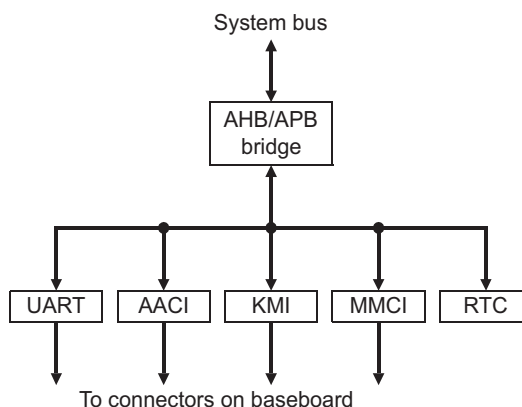 System bus
AHB/APB
bridge
UART
AACI
KMI
MMCI
RTC
To connectors on baseboard